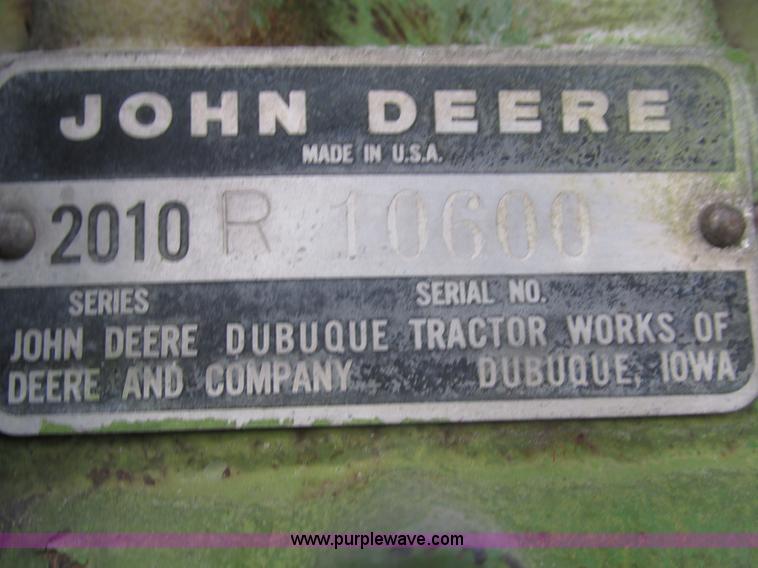 JOHN DEERE
MADE IN U.S.A.
2010 R 10600
SERIES SERIAL NO.
JOHN DEERE DUBUQUE TRACTOR WORKS OF
DEERE AND COMPANY DUBUQUE, IOWA
www.purplewave.com